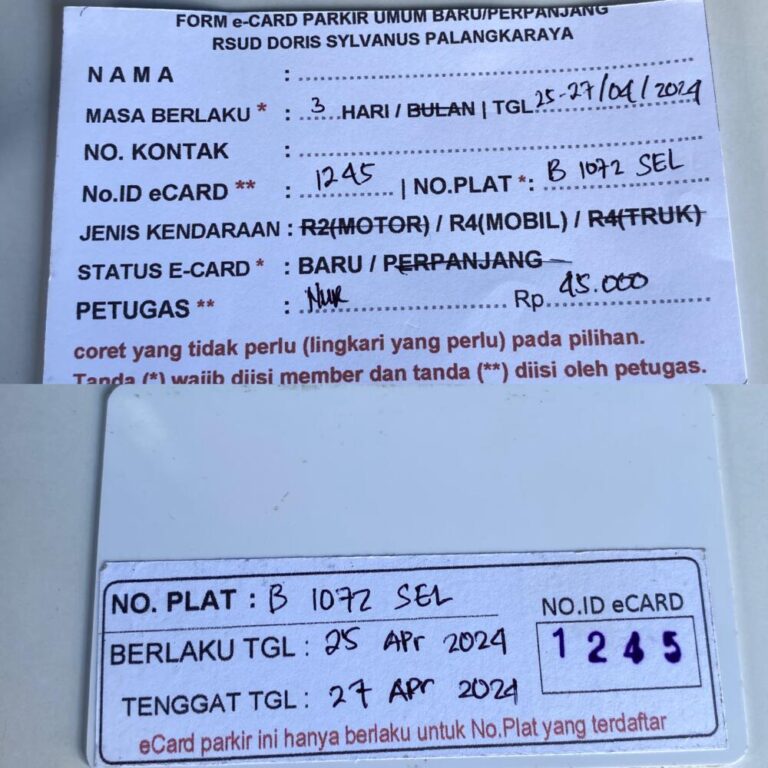 FORM e-CARD PARKIR UMUM BARU/PERPANJANG
RSUD DORIS SYLVANUS PALANGKARAYA
NAMA :
MASA BERLAKU * : 3 HARI / BULAN | TGL 25-27/04/2024
NO. KONTAK :
No.ID eCARD ** : 1245 | NO.PLAT *: B 1072 SEL
JENIS KENDARAAN : R2(MOTOR) / R4(MOBIL) / R4(TRUK)
STATUS E-CARD * : BARU / PERPANJANG
PETUGAS ** : NUR Rp 45.000
coret yang tidak perlu (lingkari yang perlu) pada pilihan.
Tanda (*) wajib diisi member dan tanda (**) diisi oleh petugas.
NO. PLAT : B 1072 SEL
NO.ID eCARD
1245
BERLAKU TGL : 25 Apr 2024
TENGGAT TGL : 27 Apr 2024
eCard parkir ini hanya berlaku untuk No.Plat yang terdaftar